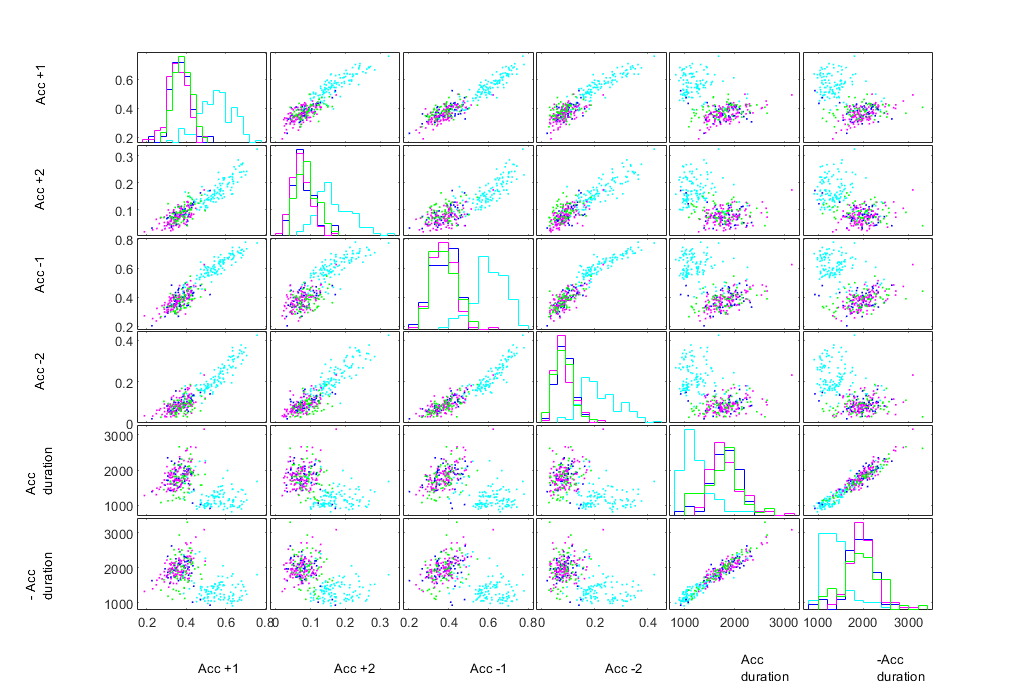 Acc +1
0.6
0.4
0.2
Acc +2
0.3
0.2
0.1
Acc -1
0.8
0.6
0.4
0.2
Acc -2
0.4
0.2
0
Acc
duration
3000
2000
1000
- Acc
duration
3000
2000
1000
0.2 0.4 0.6 0.8
0 0.1 0.2 0.3
0.2 0.4 0.6 0.8
0.2 0.4
1000 2000 3000
1000 2000 3000
Acc +1
Acc +2
Acc -1
Acc -2
Acc
duration
-Acc
duration